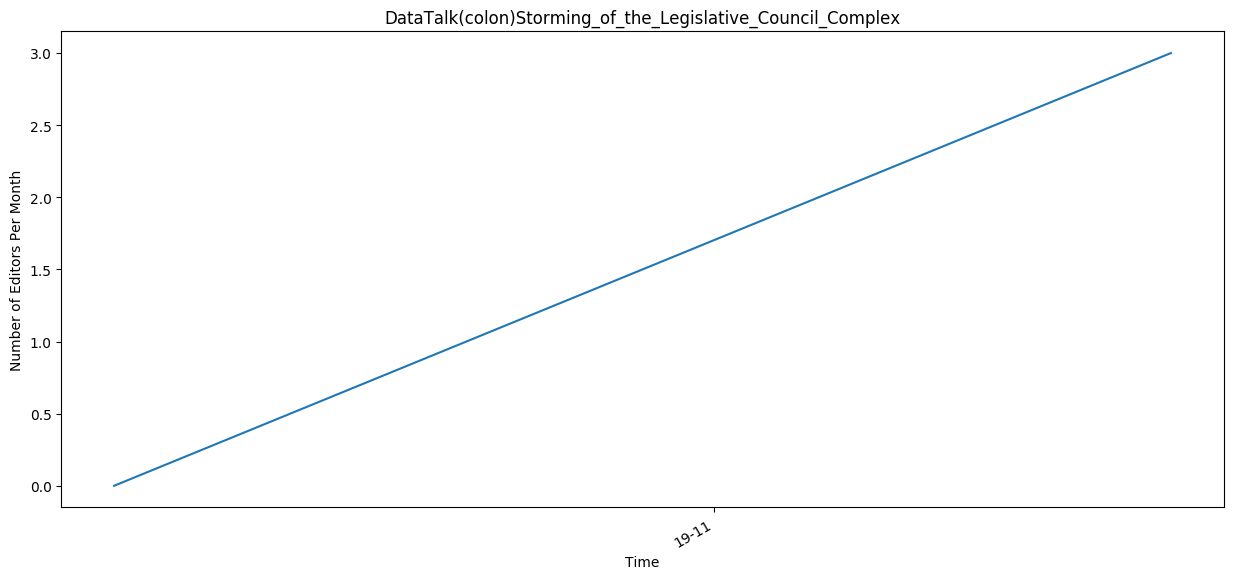 DataTalk(colon)Storming_of_the_Legislative_Council_Complex
3.0
2.5
2.0
1.5
1.0
0.5
0.0
Number of Editors Per Month
19-11
Time